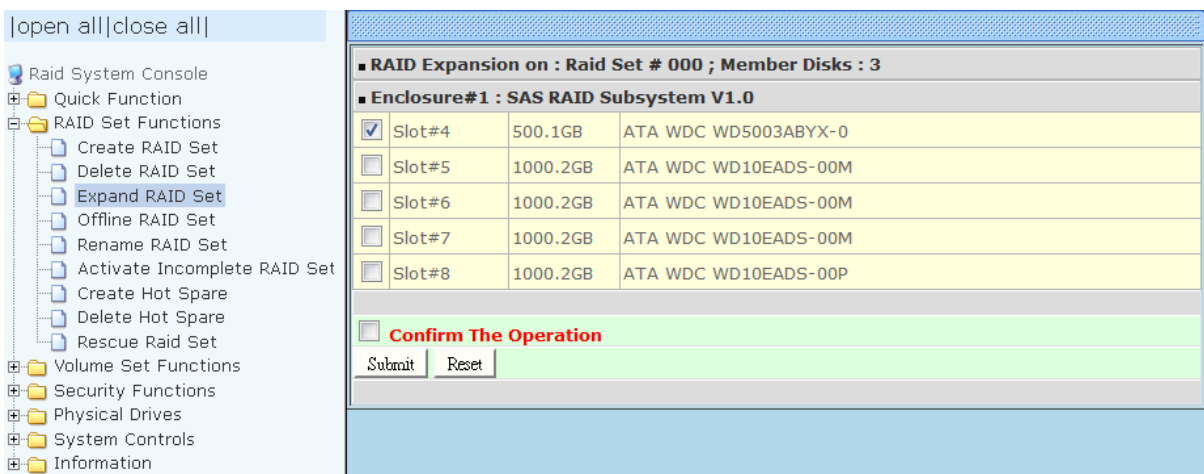 |open all|close all|
Raid System Console
Quick Function
RAID Set Functions
Create RAID Set
Delete RAID Set
Expand RAID Set
Offline RAID Set
Rename RAID Set
Activate Incomplete RAID Set
Create Hot Spare
Delete Hot Spare
Rescue Raid Set
Volume Set Functions
Security Functions
Physical Drives
System Controls
Information
RAID Expansion on : Raid Set # 000 ; Member Disks : 3
Enclosure#1 : SAS RAID Subsystem V1.0
Slot#4 500.1GB ATA WDC WD5003ABYX-0
Slot#5 1000.2GB ATA WDC WD10EADS-00M
Slot#6 1000.2GB ATA WDC WD10EADS-00M
Slot#7 1000.2GB ATA WDC WD10EADS-00M
Slot#8 1000.2GB ATA WDC WD10EADS-00P
Confirm The Operation
Submit Reset